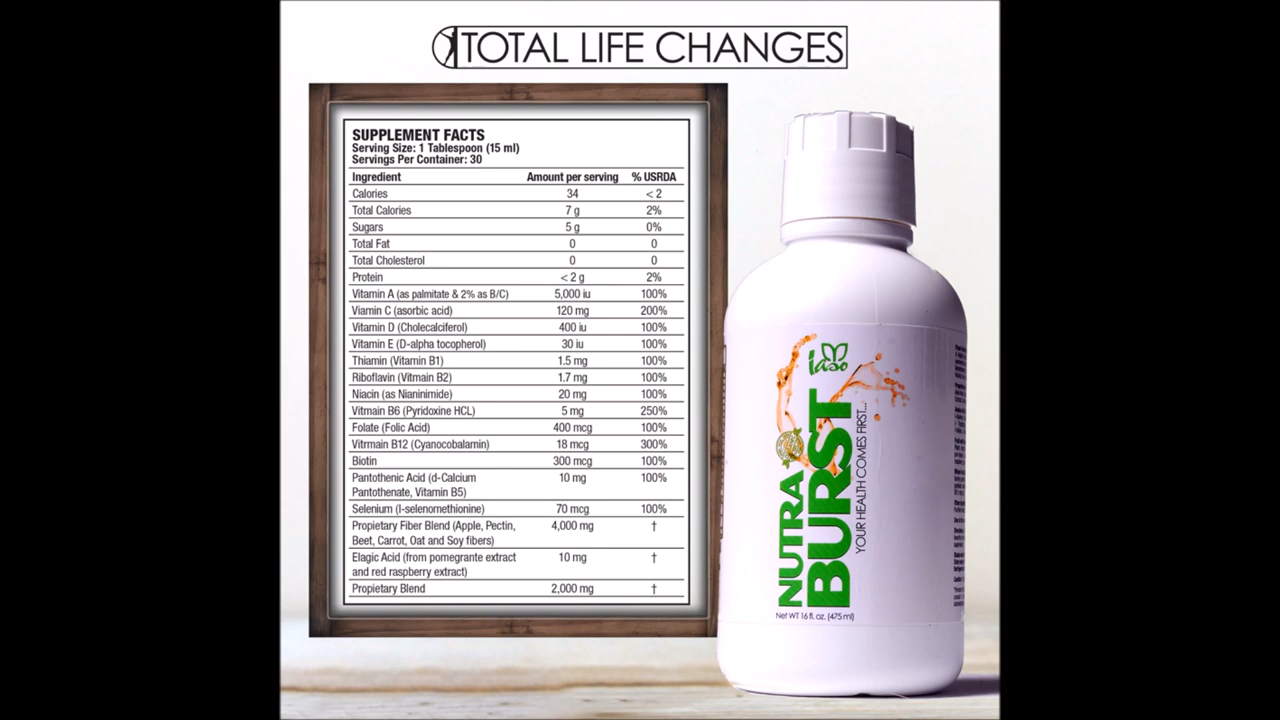 TOTAL LIFE CHANGES
SUPPLEMENT FACTS
Serving Size: 1 Tablespoon (15 ml)
Servings Per Container: 30
Ingredient Amount per serving % USRDA
Calories 34 < 2
Total Calories 7 g 2%
Sugars 5 g 0%
Total Fat 0 0
Total Cholesterol 0 0
Protein < 2 g 2%
Vitamin A (as palmitate & 2% as B/C) 5,000 iu 100%
Viamin C (ascorbic acid) 120 mg 200%
Vitamin D (Cholecalciferol) 400 iu 100%
Vitamin E (D-alpha tocopherol) 30 iu 100%
Thiamin (Vitamin B1) 1.5 mg 100%
Riboflavin (Vitmain B2) 1.7 mg 100%
Niacin (as Nianinimide) 20 mg 100%
Vitmain B6 (Pyridoxine HCL) 5 mg 250%
Folate (Folic Acid) 400 mcg 100%
Vitrmain B12 (Cyanocobalamin) 18 mcg 300%
Biotin 300 mcg 100%
Pantothenic Acid (d-Calcium 10 mg 100%
Pantothenate, Vitamin B5)
Selenium (l-selenomethionine) 70 mcg 100%
Propietary Fiber Blend (Apple, Pectin, 4,000 mg †
Beet, Carrot, Oat and Soy fibers)
Elagic Acid (from pomegrante extract 10 mg †
and red raspberry extract)
Propietary Blend 2,000 mg †
iaso
NUTRA
BURST
YOUR HEALTH COMES FIRST...
Net WT 16 fl. oz. (475 ml)